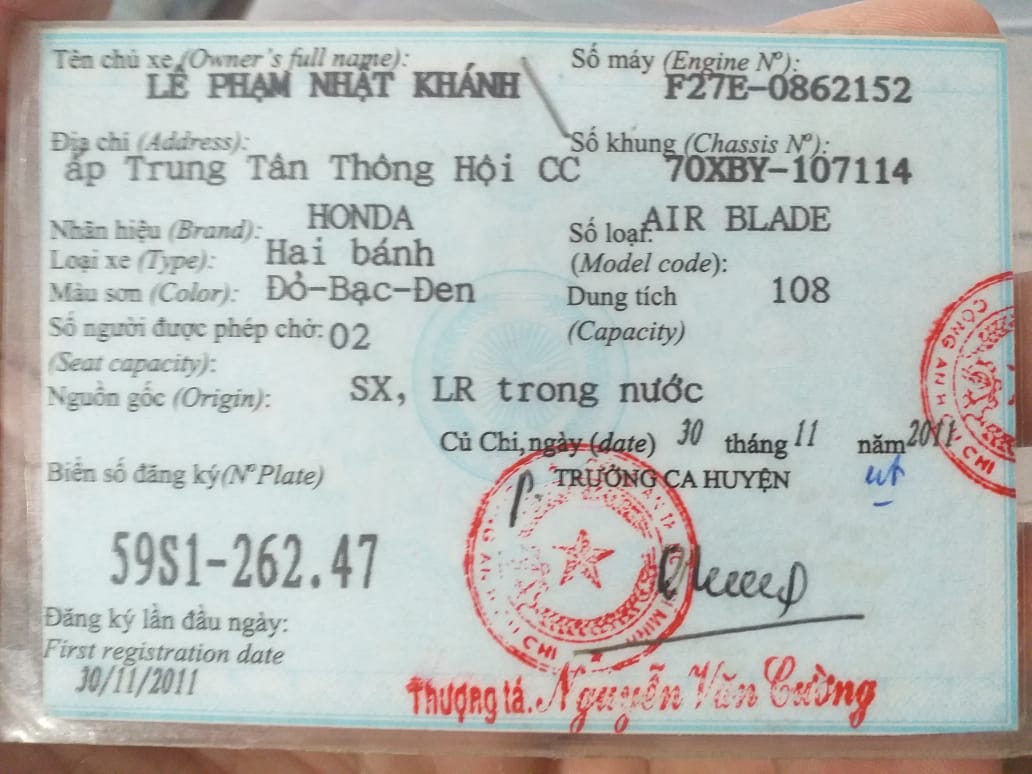 Tên chủ xe (Owner's full name):
LÊ PHẠM NHẬT KHÁNH
Số máy (Engine Nº):
F27E-0862152
Địa chỉ (Address):
ấp Trung Tân Thông Hội CC
Số khung (Chassis Nº):
70XBY-107114
Nhãn hiệu (Brand): HONDA
Số loại: AIR BLADE
(Model code):
Loại xe (Type): Hai bánh
Màu sơn (Color): Đỏ-Bạc-Đen
Dung tích 108
(Capacity)
Số người được phép chở: 02
(Seat capacity):
Nguồn gốc (Origin): SX, LR trong nước
Củ Chi, ngày (date) 30 tháng 11 năm 2011
TRƯỞNG CA HUYỆN
P.
Biển số đăng ký (Nº Plate)
59S1-262.47
Đăng ký lần đầu ngày:
First registration date
30/11/2011
Thượng tá. Nguyễn Văn Cường
CÔNG AN H CHI
CHI